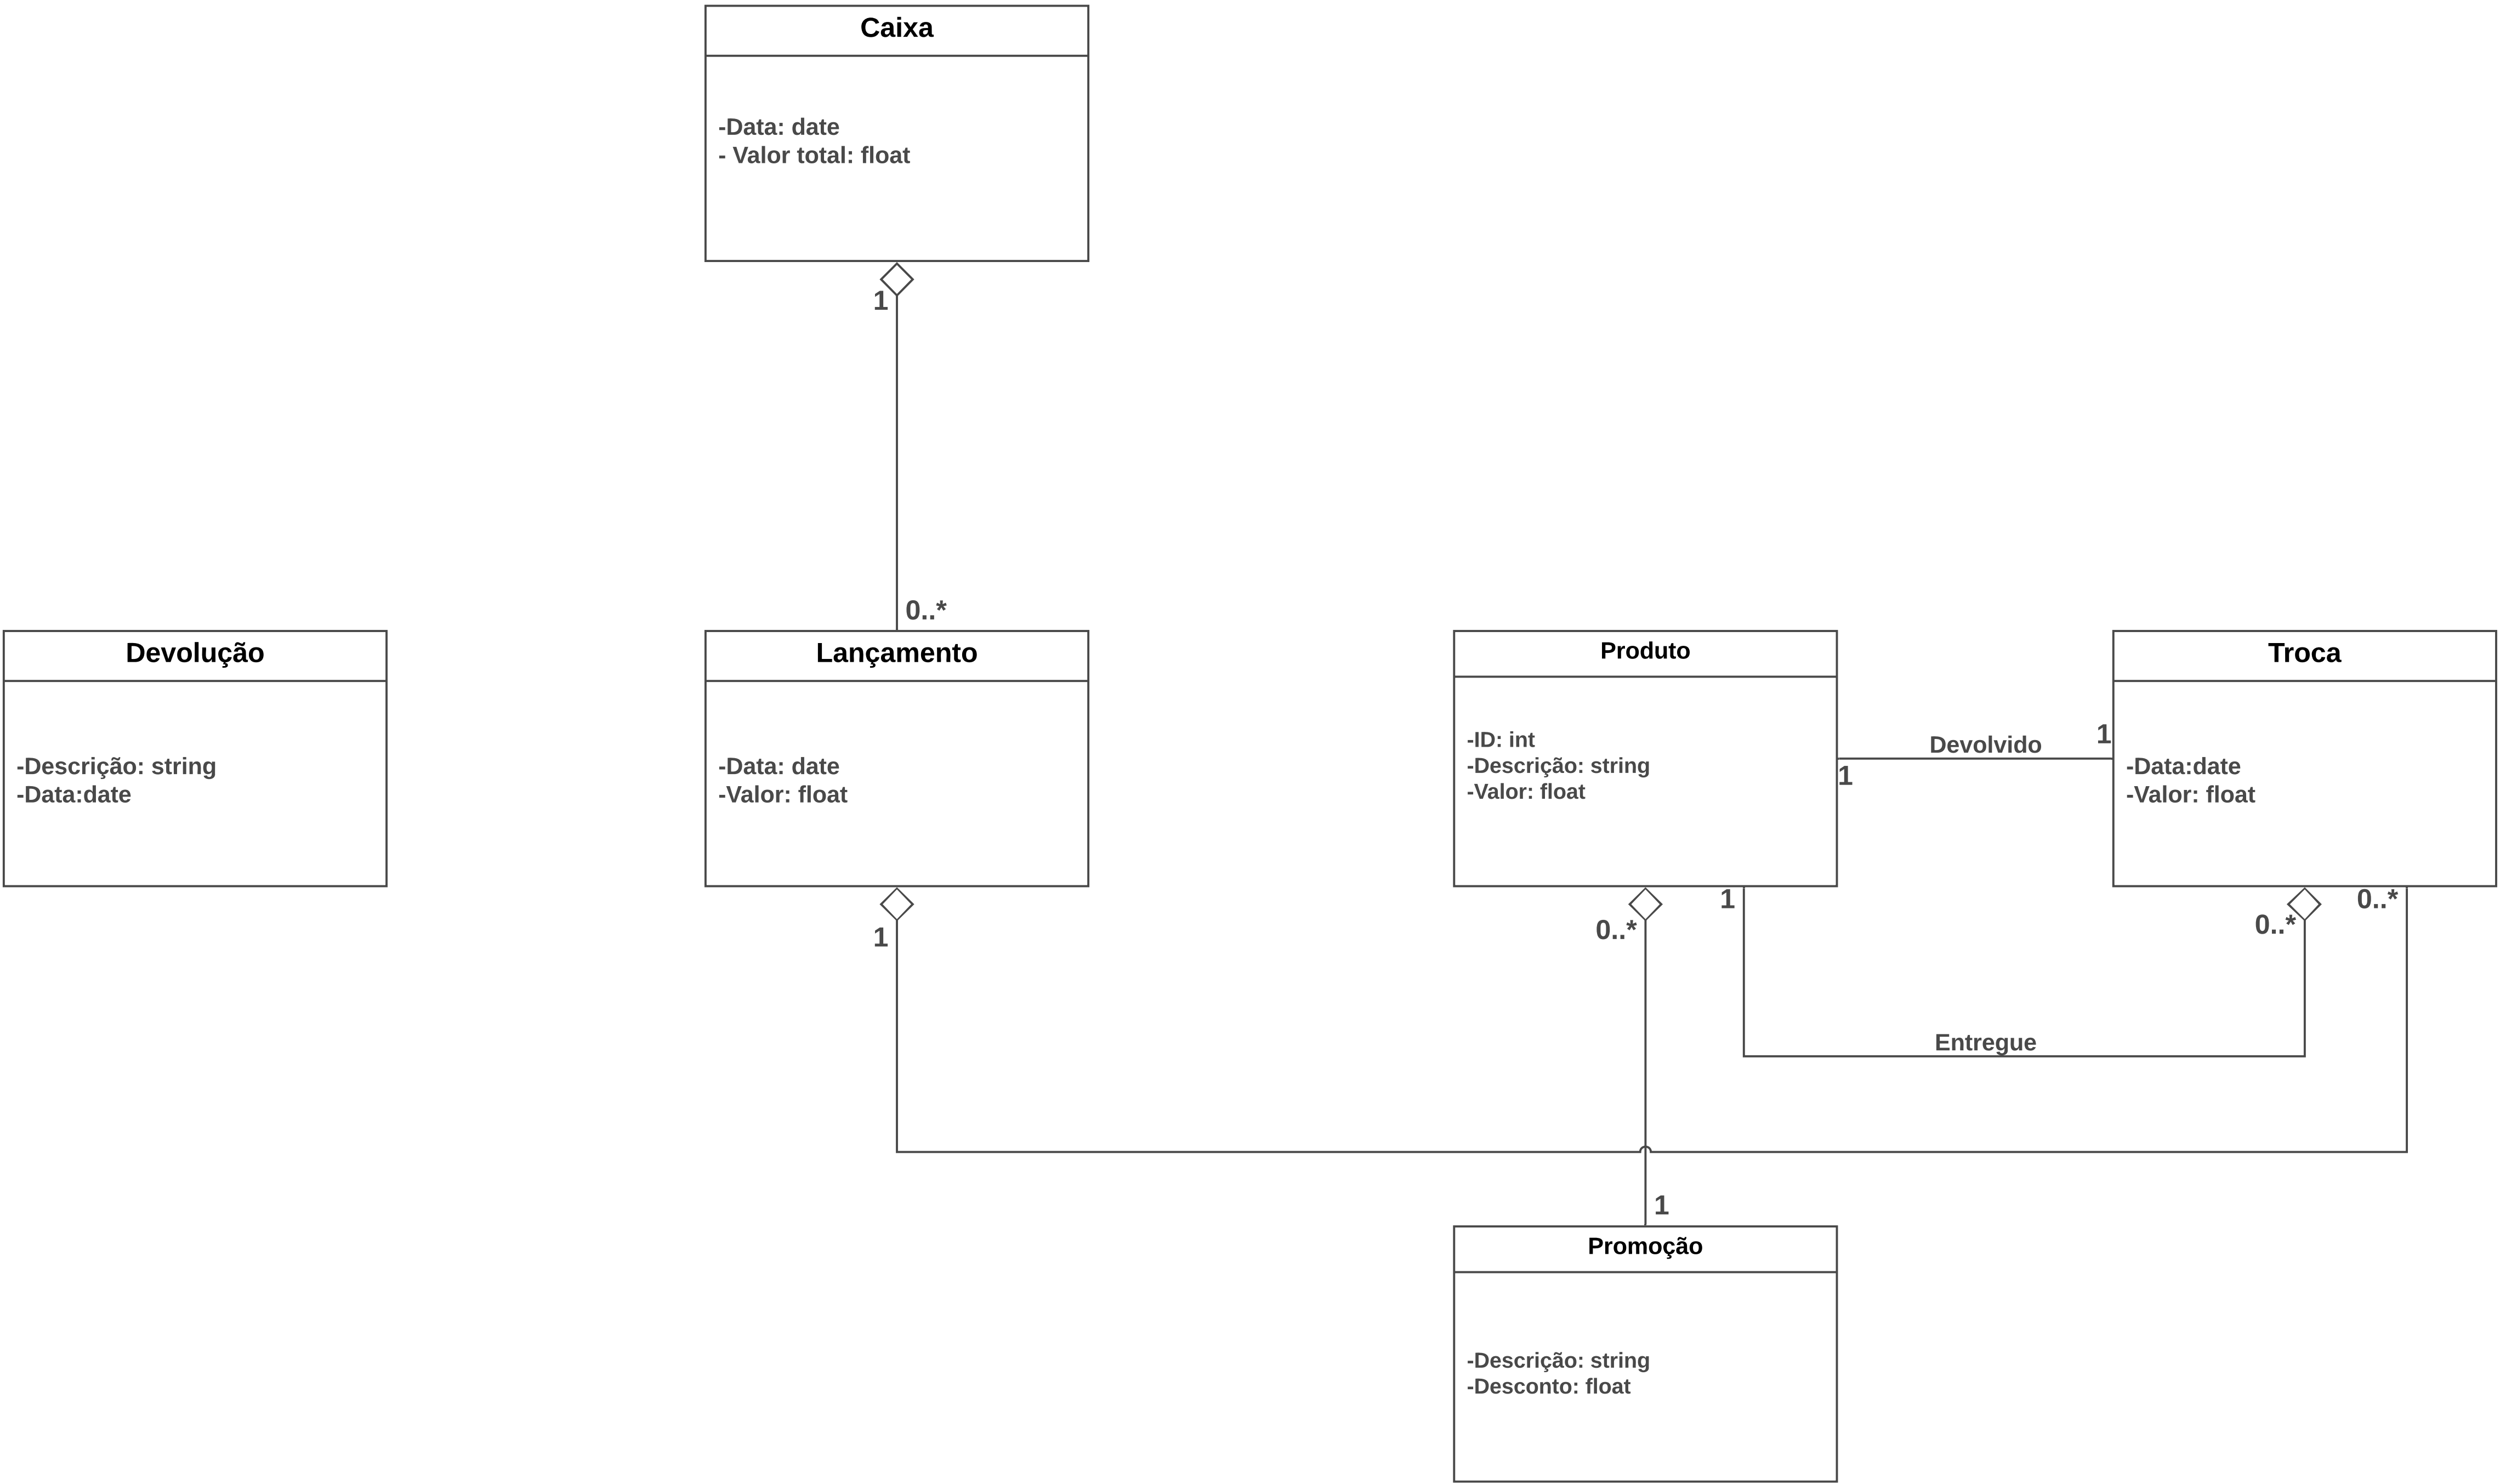 Caixa
-Data: date
- Valor total: float
1
0..*
Devolução
-Descrição: string
-Data:date
Lançamento
-Data: date
-Valor: float
Produto
-ID: int
-Descrição: string
-Valor: float
Devolvido
1
1
Troca
-Data:date
-Valor: float
1
0..*
1
0..*
0..*
Entregue
1
Promoção
-Descrição: string
-Desconto: float